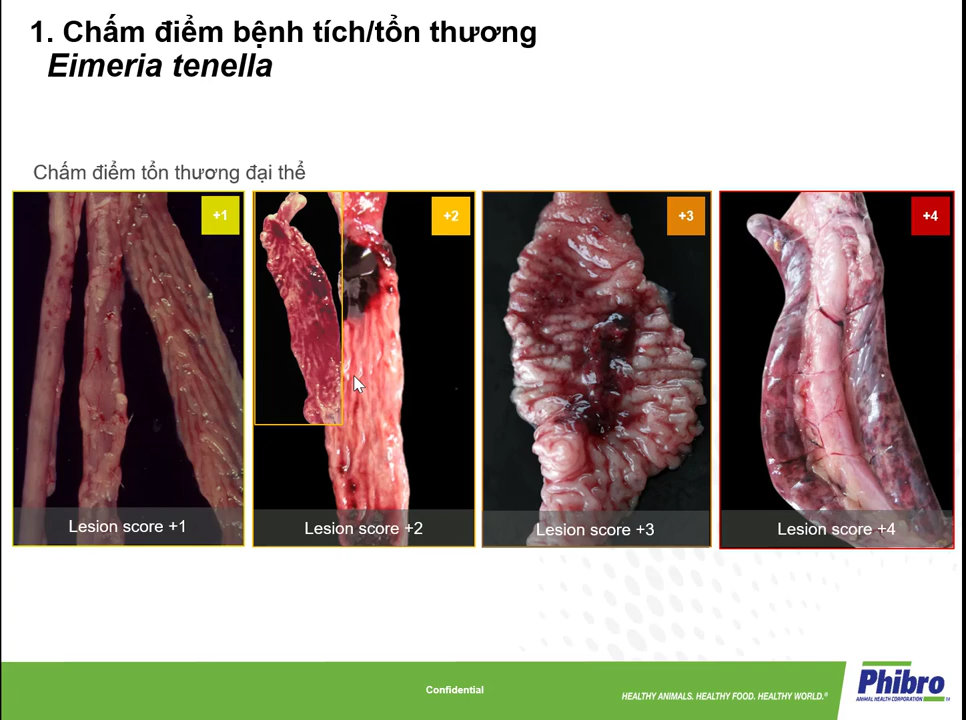 1. Chấm điểm bệnh tích/tổn thương
Eimeria tenella
Chấm điểm tổn thương đại thể
+1
+2
+3
+4
Lesion score +1
Lesion score +2
Lesion score +3
Lesion score +4
Confidential
HEALTHY ANIMALS. HEALTHY FOOD. HEALTHY WORLD.®
Phibro
ANIMAL HEALTH CORPORATION